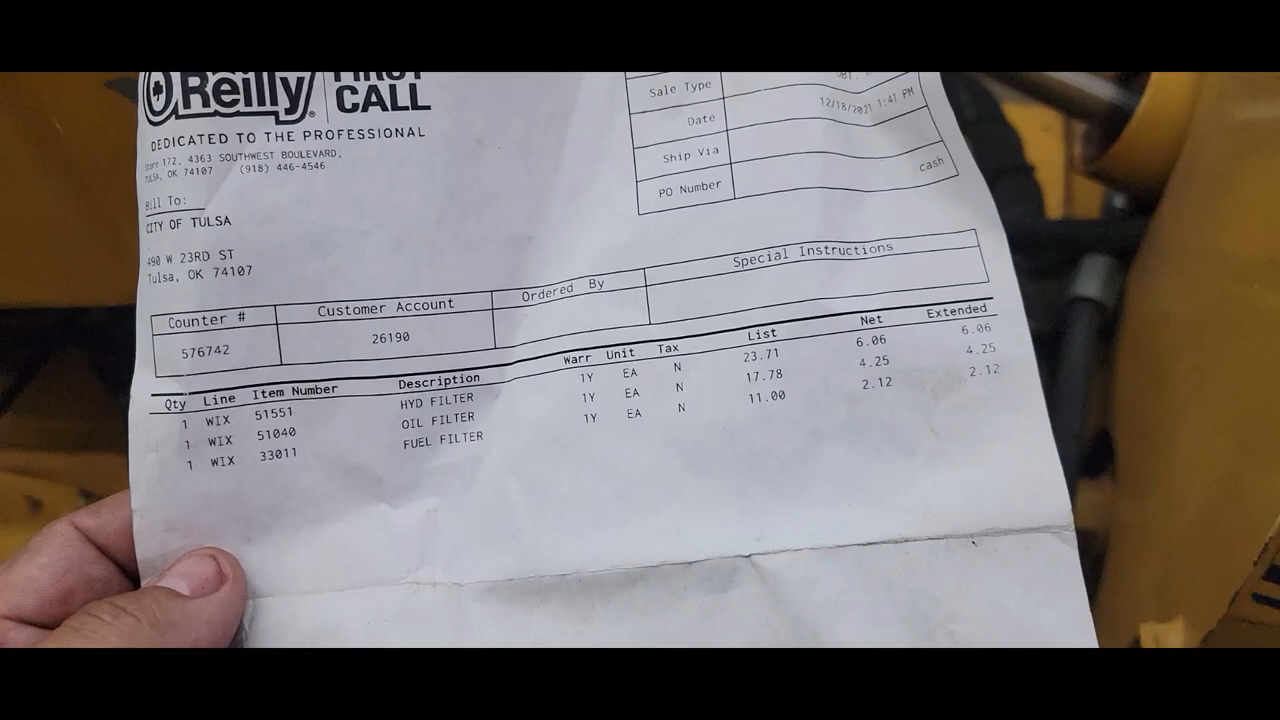 O'Reilly® FIRST CALL
DEDICATED TO THE PROFESSIONAL
Store 172, 4363 SOUTHWEST BOULEVARD,
TULSA, OK 74107 (918) 446-4546
Bill To:
CITY OF TULSA
490 W 23RD ST
Tulsa, OK 74107
Sale Type
Date 12/18/2021 1:41 PM
Ship Via
PO Number cash
Counter # Customer Account Ordered By Special Instructions
576742 26190
Qty Line Item Number Description Warr Unit Tax List Net Extended
1 WIX 51551 HYD FILTER 1Y EA N 23.71 6.06 6.06
1 WIX 51040 OIL FILTER 1Y EA N 17.78 4.25 4.25
1 WIX 33011 FUEL FILTER 1Y EA N 11.00 2.12 2.12